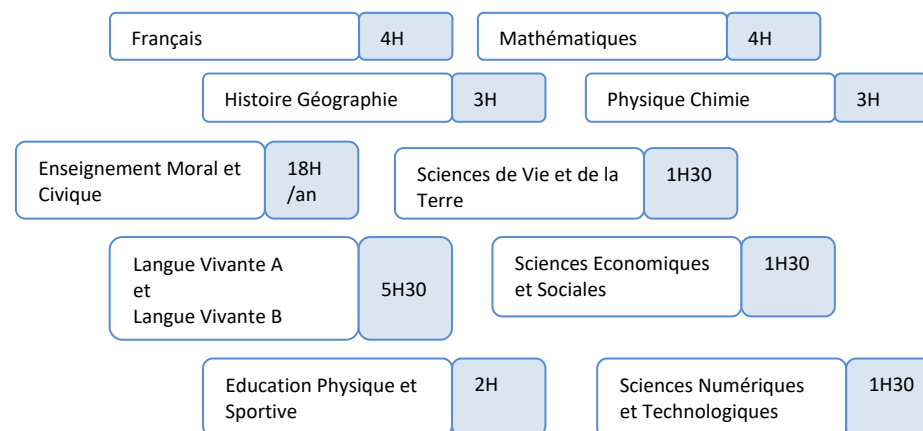 Français 4H
Mathématiques 4H
Histoire Géographie 3H
Physique Chimie 3H
Enseignement Moral et
Civique
18H
/an
Sciences de Vie et de la
Terre
1H30
Langue Vivante A
et
Langue Vivante B
5H30
Sciences Economiques
et Sociales
1H30
Education Physique et
Sportive
2H
Sciences Numériques
et Technologiques
1H30